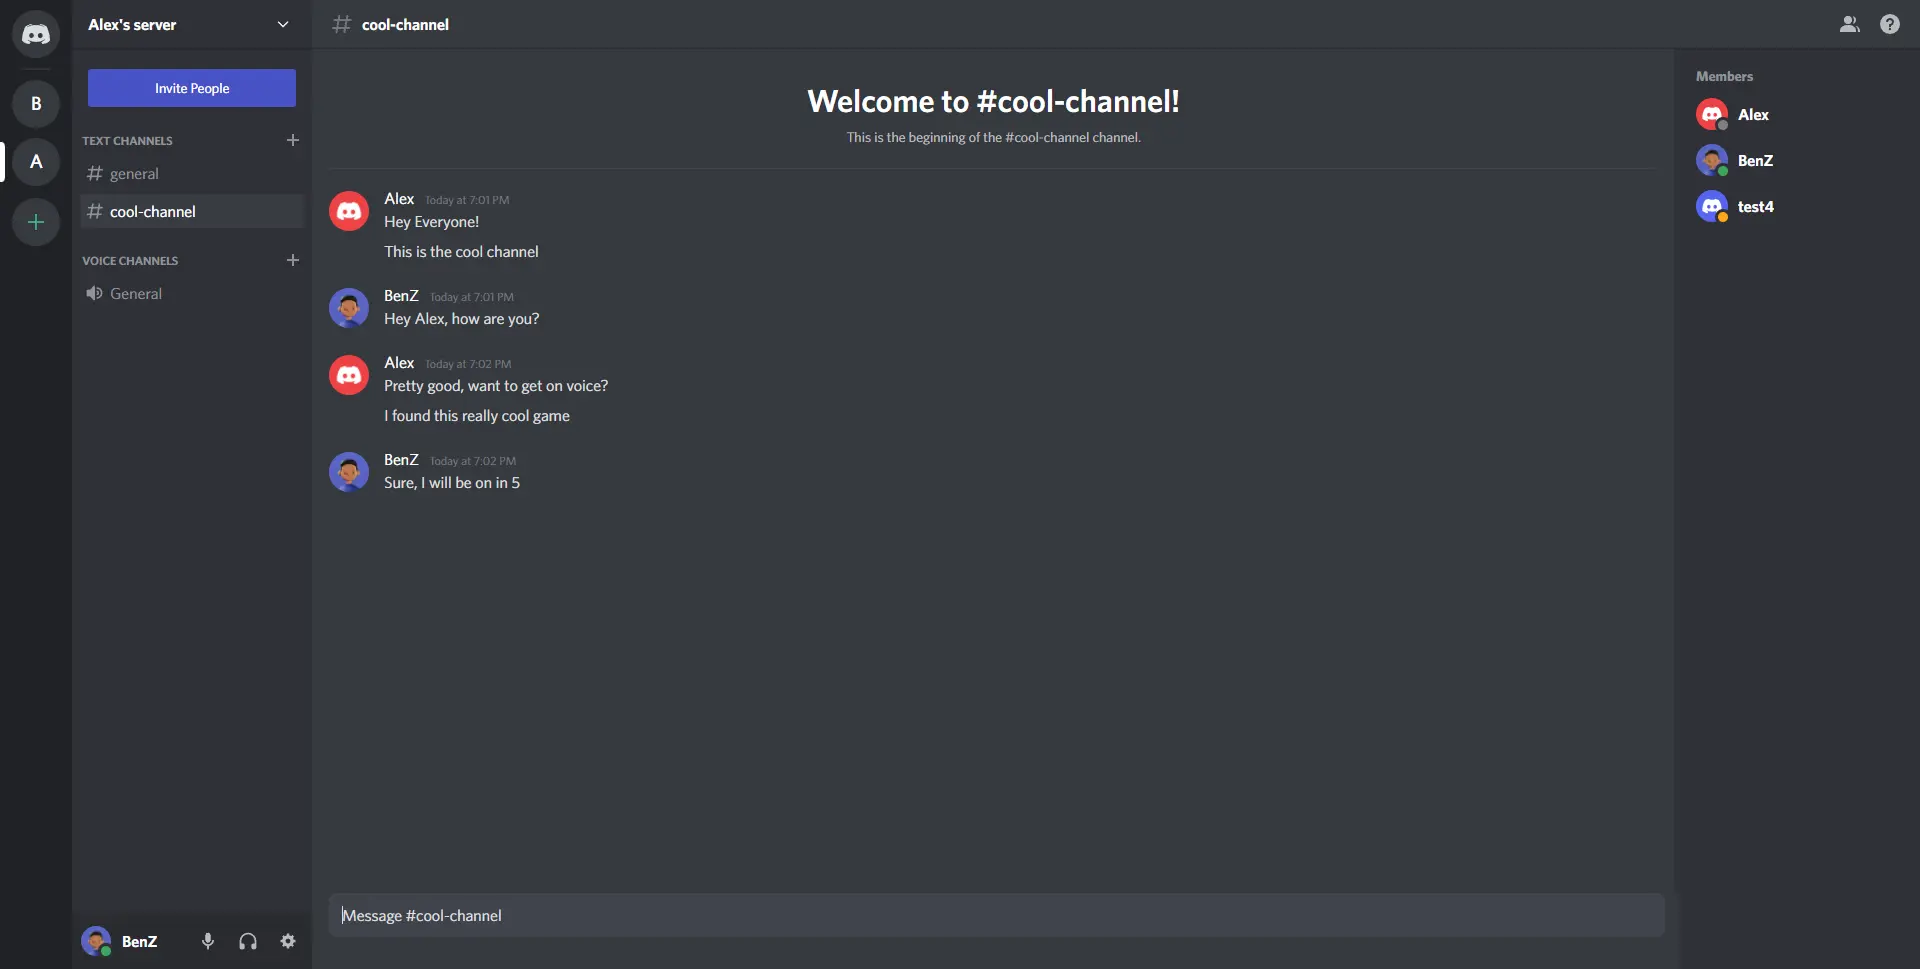 Alex's server
B
A
Invite People
TEXT CHANNELS
general
cool-channel
VOICE CHANNELS
General
BenZ
# cool-channel
Welcome to #cool-channel!
This is the beginning of the #cool-channel channel.
Alex Today at 7:01 PM
Hey Everyone!
This is the cool channel
BenZ Today at 7:01 PM
Hey Alex, how are you?
Alex Today at 7:02 PM
Pretty good, want to get on voice?
I found this really cool game
BenZ Today at 7:02 PM
Sure, I will be on in 5
Message #cool-channel
Members
Alex
BenZ
test4